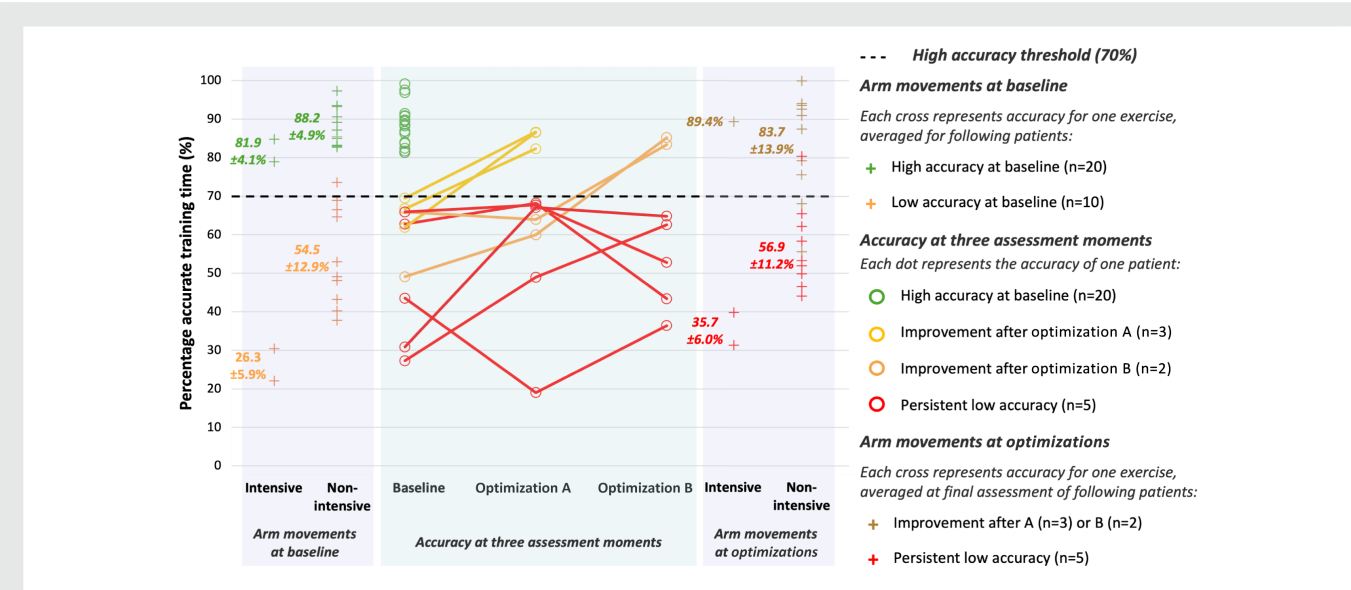 Percentage accurate training time (%)
100
90
80
70
60
50
40
30
20
10
0
81.9
±4.1%
88.2
±4.9%
54.5
±12.9%
26.3
±5.9%
89.4%
83.7
±13.9%
56.9
±11.2%
35.7
±6.0%
Intensive
Non-
intensive
Arm movements
at baseline
Baseline
Optimization A
Optimization B
Accuracy at three assessment moments
Intensive
Non-
intensive
Arm movements
at optimizations
High accuracy threshold (70%)
Arm movements at baseline
Each cross represents accuracy for one exercise,
averaged for following patients:
High accuracy at baseline (n=20)
Low accuracy at baseline (n=10)
Accuracy at three assessment moments
Each dot represents the accuracy of one patient:
High accuracy at baseline (n=20)
Improvement after optimization A (n=3)
Improvement after optimization B (n=2)
Persistent low accuracy (n=5)
Arm movements at optimizations
Each cross represents accuracy for one exercise,
averaged at final assessment of following patients:
Improvement after A (n=3) or B (n=2)
Persistent low accuracy (n=5)